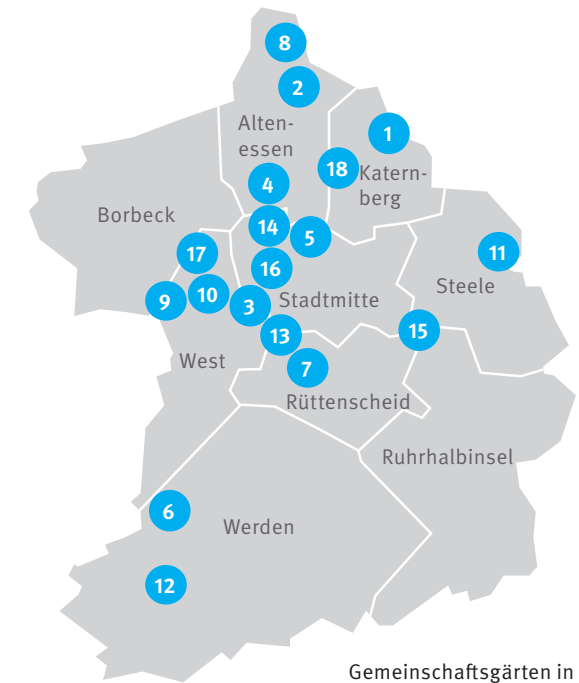 8
2
Alten-
essen
1
18
Katern-
berg
4
Borbeck
14
5
17
11
16
Steele
10
9
3
Stadtmitte
15
13
West
7
Rüttenscheid
Ruhrhalbinsel
6
Werden
12
Gemeinschaftsgärten in